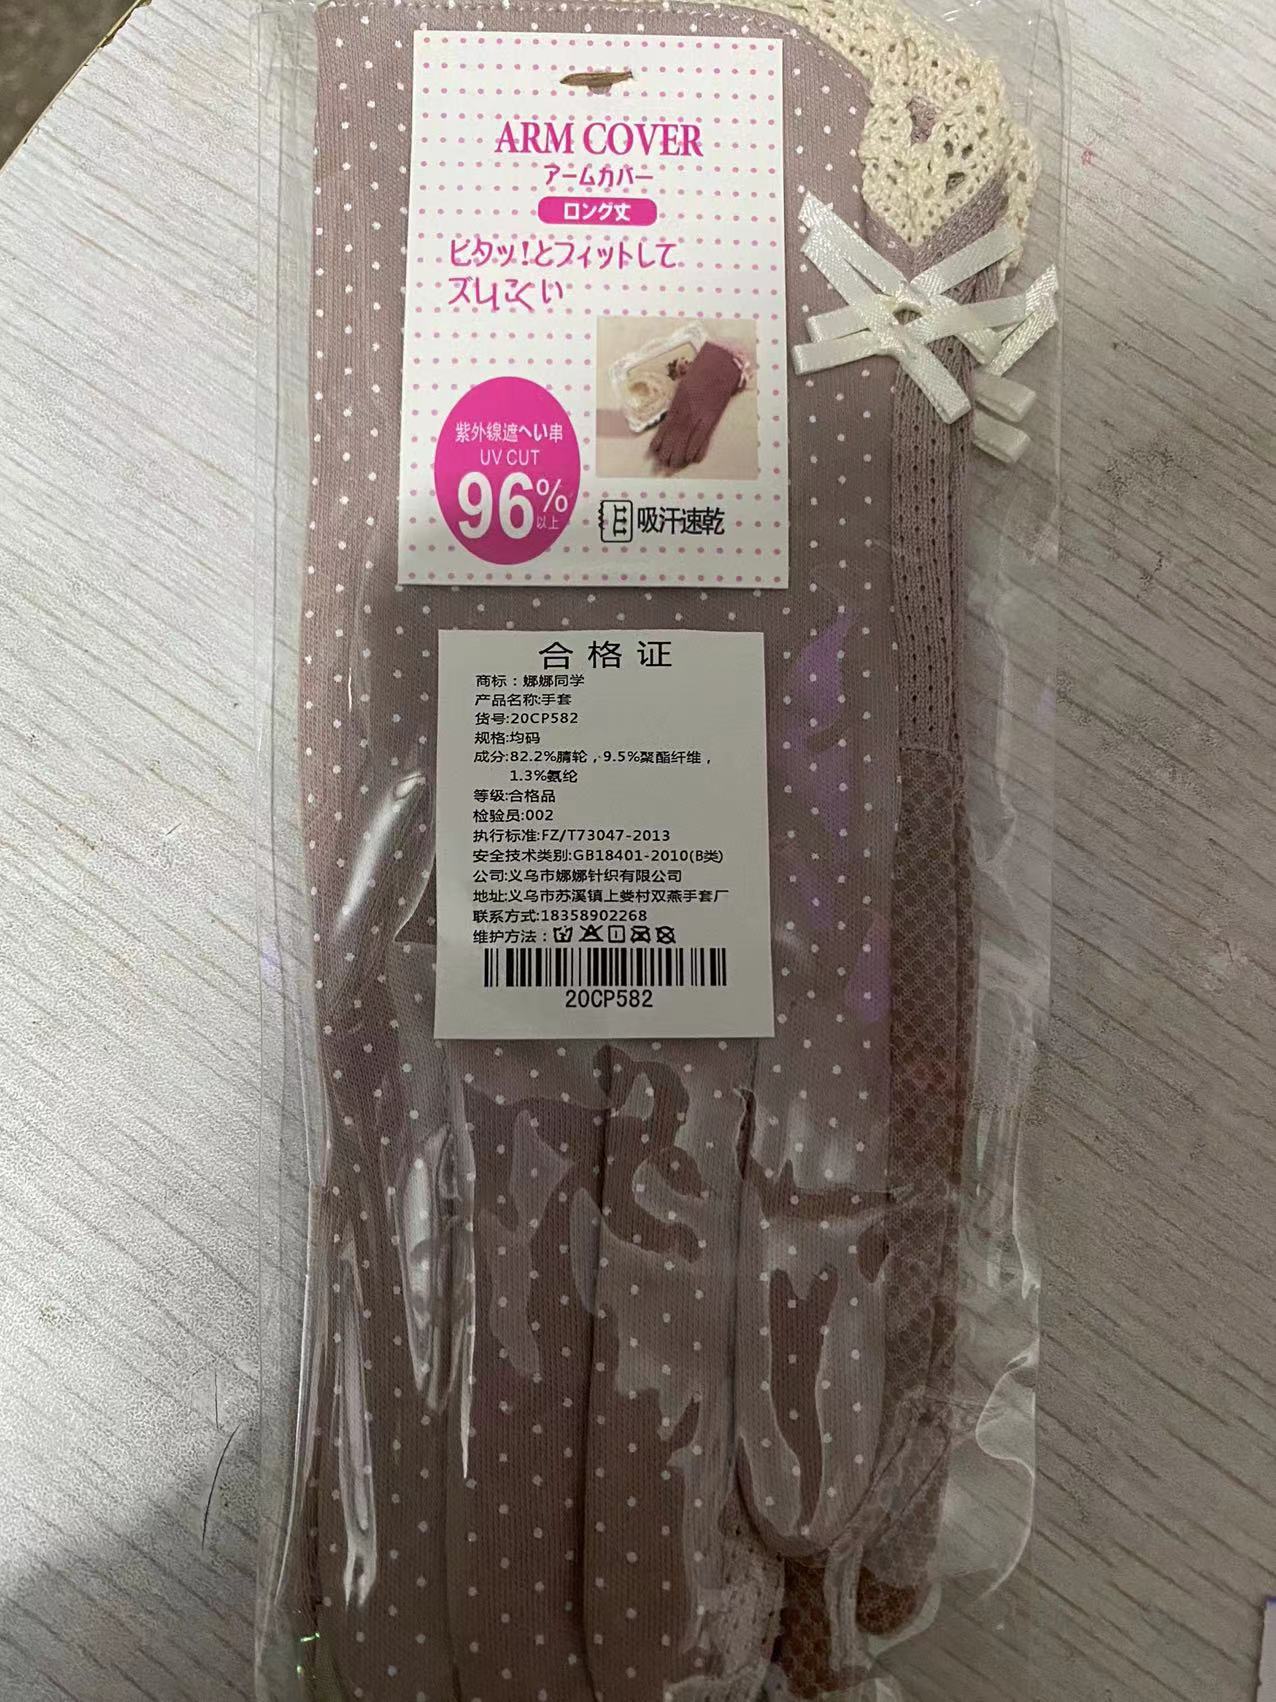 ARM COVER
アームカバー
ロング丈
ピタッ!とフィットして
ズレにくい
紫外線遮へい串
UV CUT
96%
以上
吸汗速乾
合格证
商标：娜娜同学
产品名称:手套
货号:20CP582
规格:均码
成分:82.2%腈轮，9.5%聚酯纤维，
1.3%氨纶
等级:合格品
检验员:002
执行标准:FZ/T73047-2013
安全技术类别:GB18401-2010(B类)
公司:义乌市娜娜针织有限公司
地址:义乌市苏溪镇上娄村双燕手套厂
联系方式:18358902268
维护方法：
20CP582